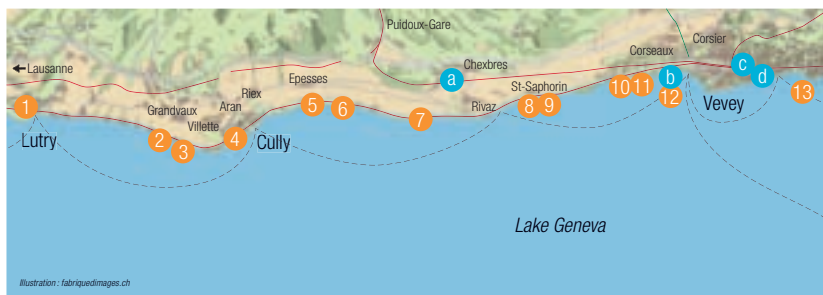 Puidoux-Gare
Corsier
Corseaux
Chexbres
Lausanne
a
b
c
d
St-Saphorin
Epesses
Riex
Aran
Grandvaux
Villette
Rivaz
1
2
3
4
5
6
7
8
9
10
11
12
13
Vevey
Lutry
Cully
Lake Geneva
Illustration : fabriquedimages.ch